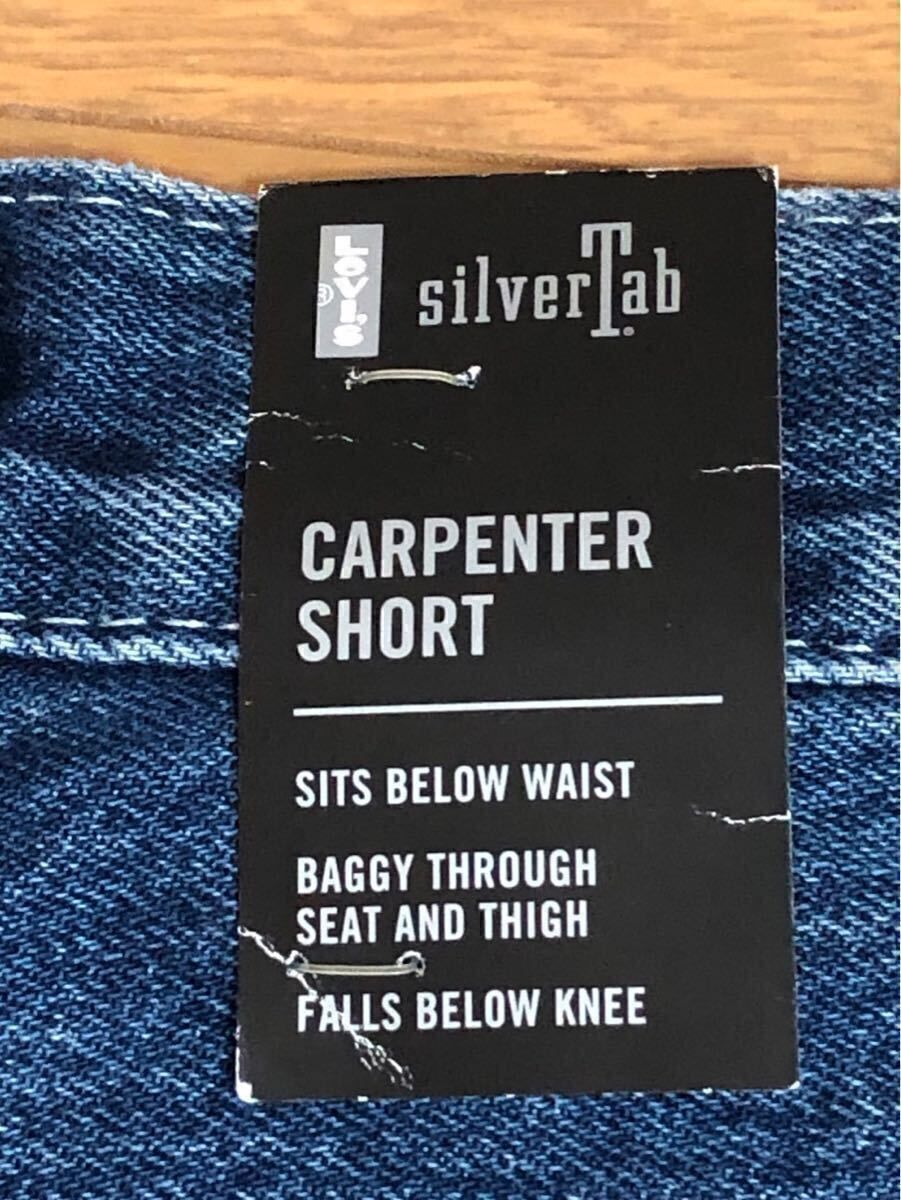 LEVI'S
®
silverTab®
CARPENTER
SHORT
SITS BELOW WAIST
BAGGY THROUGH
SEAT AND THIGH
FALLS BELOW KNEE